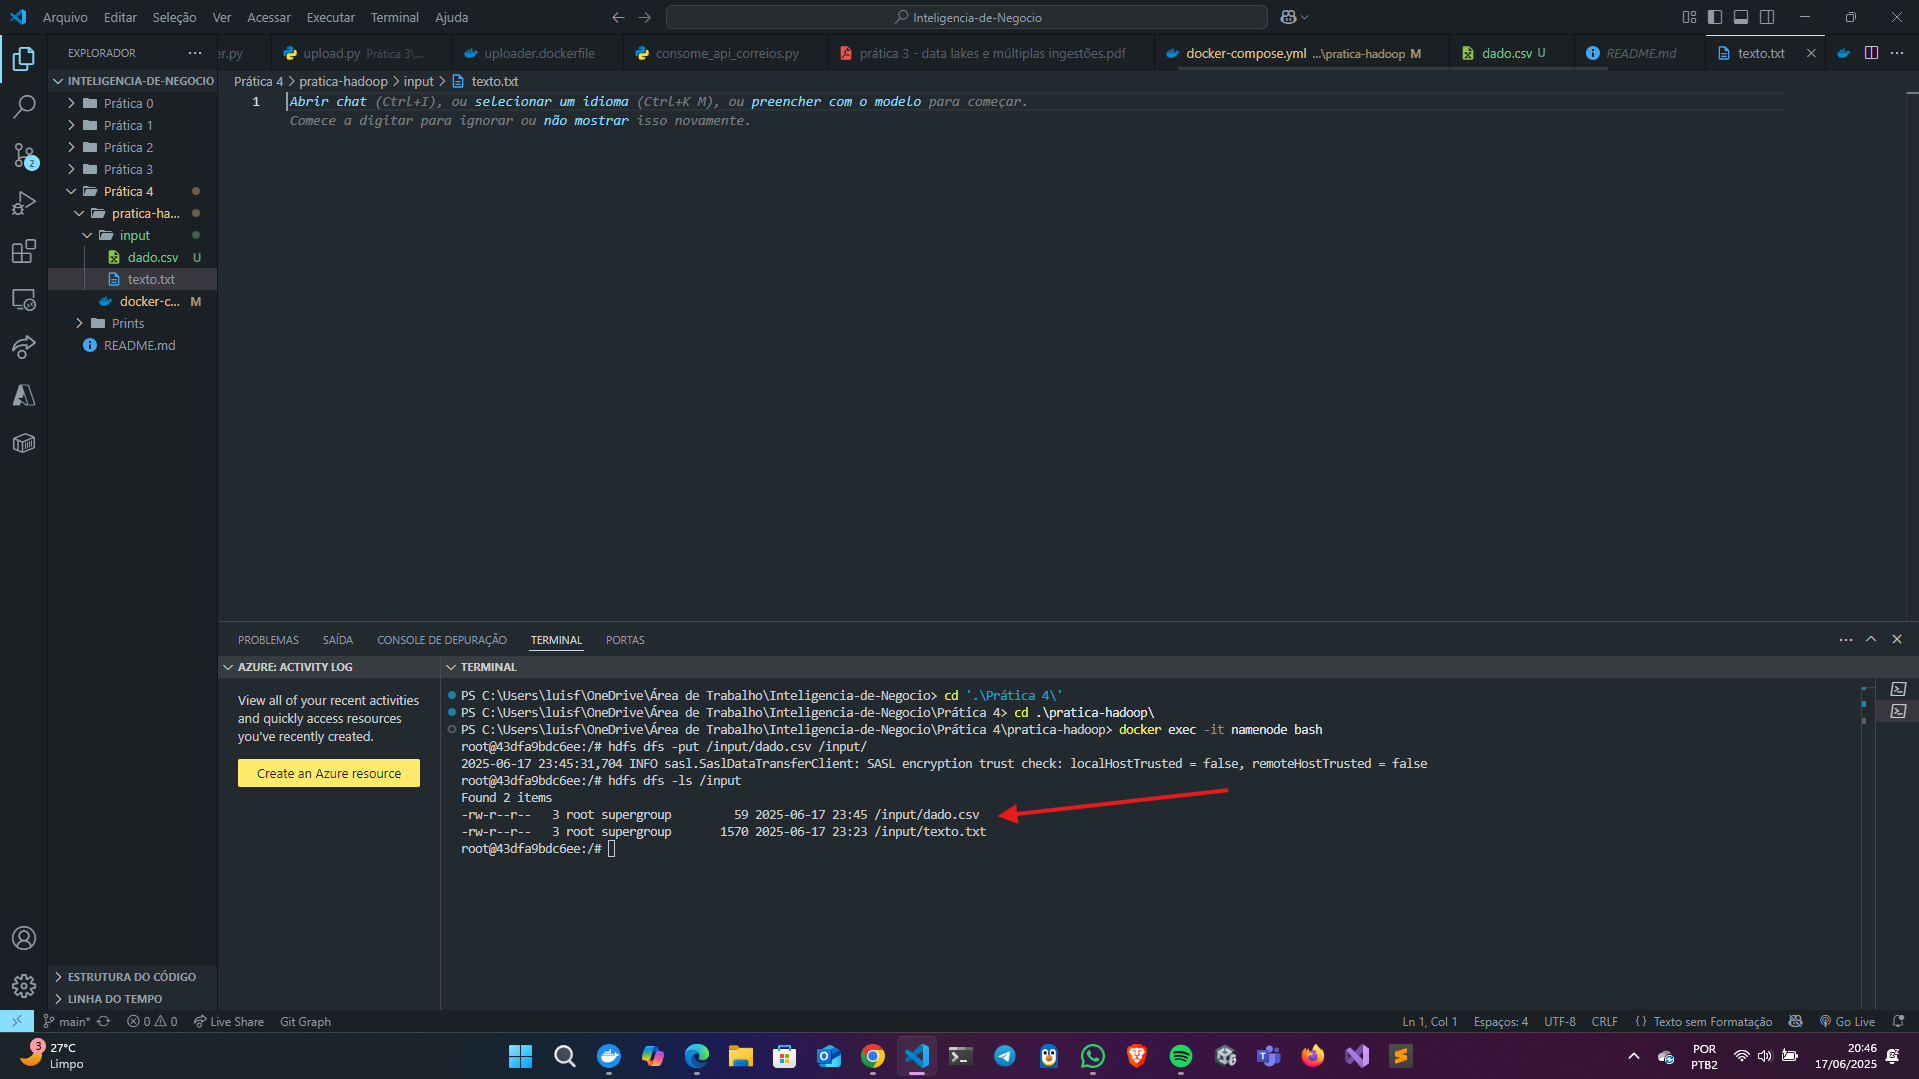 Arquivo Editar Seleção Ver Acessar Executar Terminal Ajuda
Inteligencia-de-Negocio
EXPLORADOR
er.py
upload.py Prática 3\...
uploader.dockerfile
consome_api_correios.py
prática 3 - data lakes e múltiplas ingestões.pdf
docker-compose.yml ...\pratica-hadoop M
dado.csv U
README.md
texto.txt
INTELIGENCIA-DE-NEGOCIO
Prática 0
Prática 1
Prática 2
Prática 3
Prática 4
pratica-ha...
input
dado.csv U
texto.txt
docker-c... M
Prints
README.md
2
Prática 4 > pratica-hadoop > input > texto.txt
1 Abrir chat (Ctrl+I), ou selecionar um idioma (Ctrl+K M), ou preencher com o modelo para começar.
Comece a digitar para ignorar ou não mostrar isso novamente.
PROBLEMAS SAÍDA CONSOLE DE DEPURAÇÃO TERMINAL PORTAS
AZURE: ACTIVITY LOG
View all of your recent activities
and quickly access resources
you've recently created.
Create an Azure resource
TERMINAL
PS C:\Users\luisf\OneDrive\Área de Trabalho\Inteligencia-de-Negocio> cd '.\Prática 4\'
PS C:\Users\luisf\OneDrive\Área de Trabalho\Inteligencia-de-Negocio\Prática 4> cd .\pratica-hadoop\
PS C:\Users\luisf\OneDrive\Área de Trabalho\Inteligencia-de-Negocio\Prática 4\pratica-hadoop> docker exec -it namenode bash
root@43dfa9bdc6ee:/# hdfs dfs -put /input/dado.csv /input/
2025-06-17 23:45:31,704 INFO sasl.SaslDataTransferClient: SASL encryption trust check: localHostTrusted = false, remoteHostTrusted = false
root@43dfa9bdc6ee:/# hdfs dfs -ls /input
Found 2 items
-rw-r--r-- 3 root supergroup 59 2025-06-17 23:45 /input/dado.csv
-rw-r--r-- 3 root supergroup 1570 2025-06-17 23:23 /input/texto.txt
root@43dfa9bdc6ee:/#
ESTRUTURA DO CÓDIGO
LINHA DO TEMPO
main* 0 0 Live Share Git Graph
Ln 1, Col 1 Espaços: 4 UTF-8 CRLF {} Texto sem Formatação Go Live
3
27°C
Limpo
POR
PTB2
20:46
17/06/2025